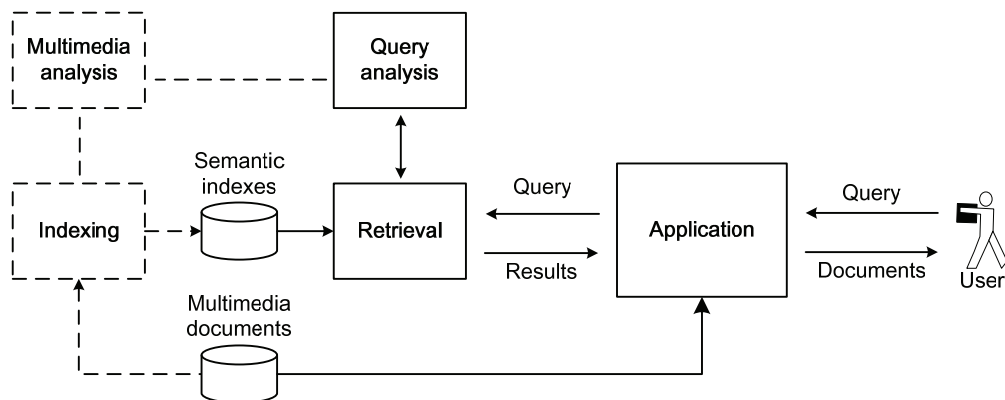 Multimedia
analysis
Query
analysis
Semantic
indexes
Indexing
Retrieval
Query
Results
Application
Query
Documents
User
Multimedia
documents